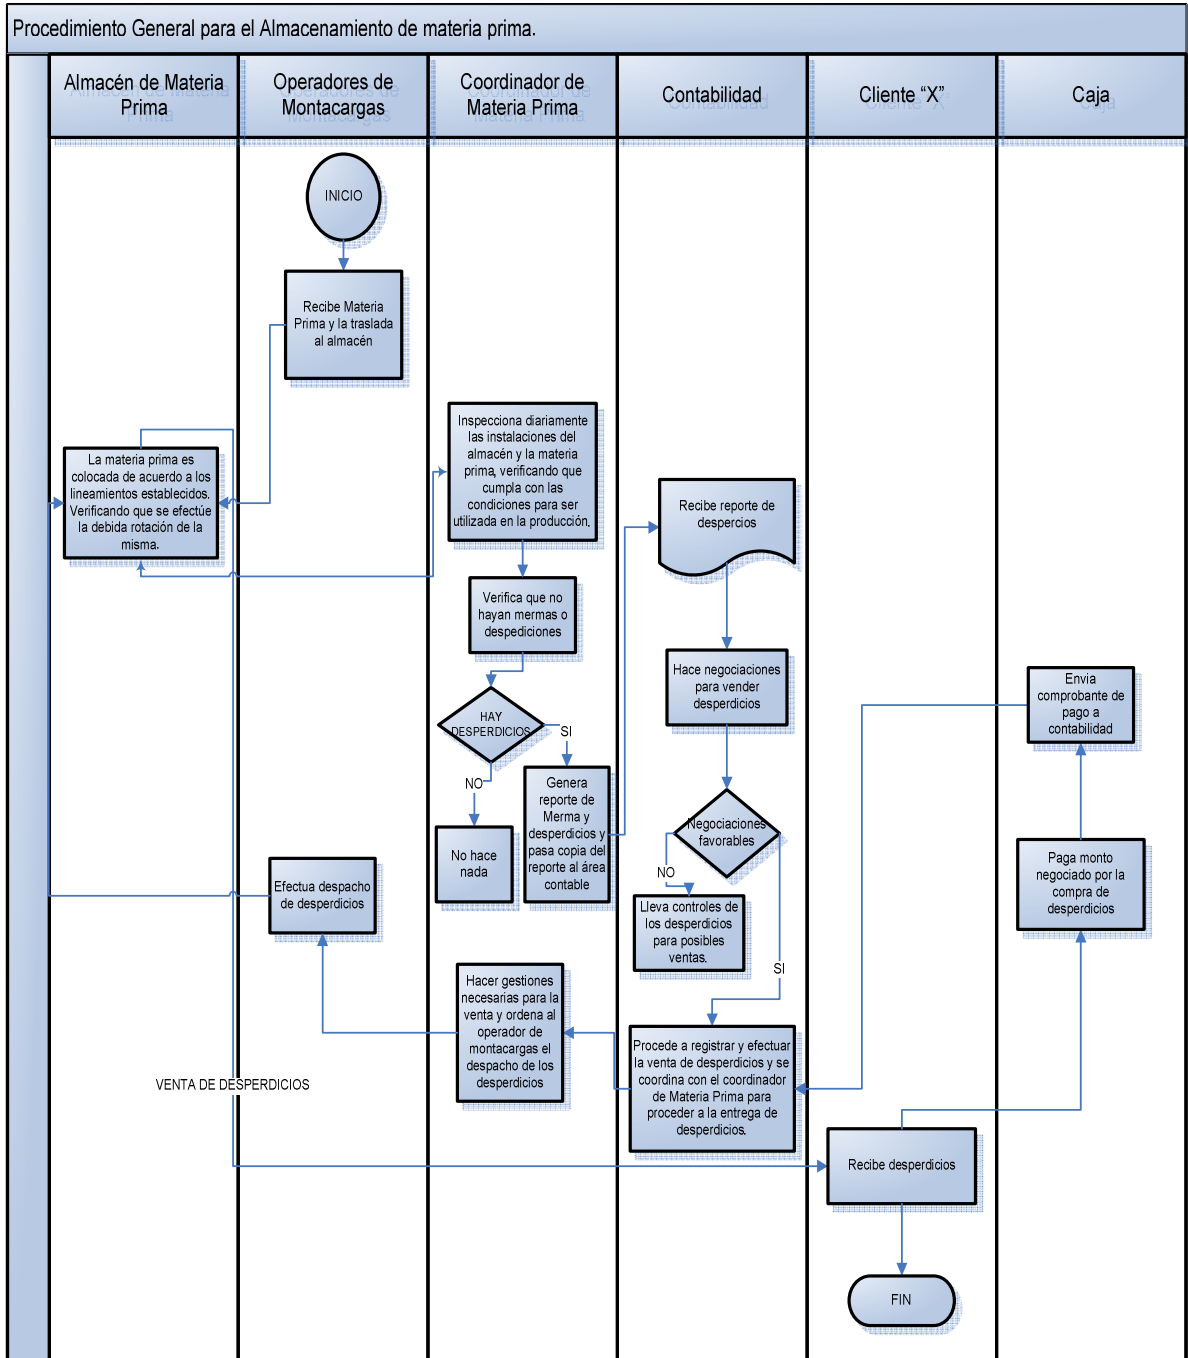 Procedimiento General para el Almacenamiento de materia prima.
Almacén de Materia
Prima
Operadores de
Montacargas
Coordinador de
Materia Prima
Contabilidad
Cliente “X”
Caja
INICIO
Recibe Materia
Prima y la traslada
al almacén
La materia prima es
colocada de acuerdo a los
lineamientos establecidos.
Verificando que se efectúe
la debida rotación de la
misma.
Inspecciona diariamente
las instalaciones del
almacén y la materia
prima, verificando que
cumpla con las
condiciones para ser
utilizada en la producción.
Recibe reporte de
despercios
Verifica que no
hayan mermas o
despediciones
Hace negociaciones
para vender
desperdicios
Envia
comprobante de
pago a
contabilidad
HAY
DESPERDICIOS
SI
NO
Genera
reporte de
Merma y
desperdicios y
pasa copia del
reporte al área
contable
No hace
nada
Negociaciones
favorables
NO
SI
Paga monto
negociado por la
compra de
desperdicios
Efectua despacho
de desperdicios
Lleva controles de
los desperdicios
para posibles
ventas.
Hacer gestiones
necesarias para la
venta y ordena al
operador de
montacargas el
despacho de los
desperdicios
Procede a registrar y efectuar
la venta de desperdicios y se
coordina con el coordinador
de Materia Prima para
proceder a la entrega de
desperdicios.
VENTA DE DESPERDICIOS
Recibe desperdicios
FIN